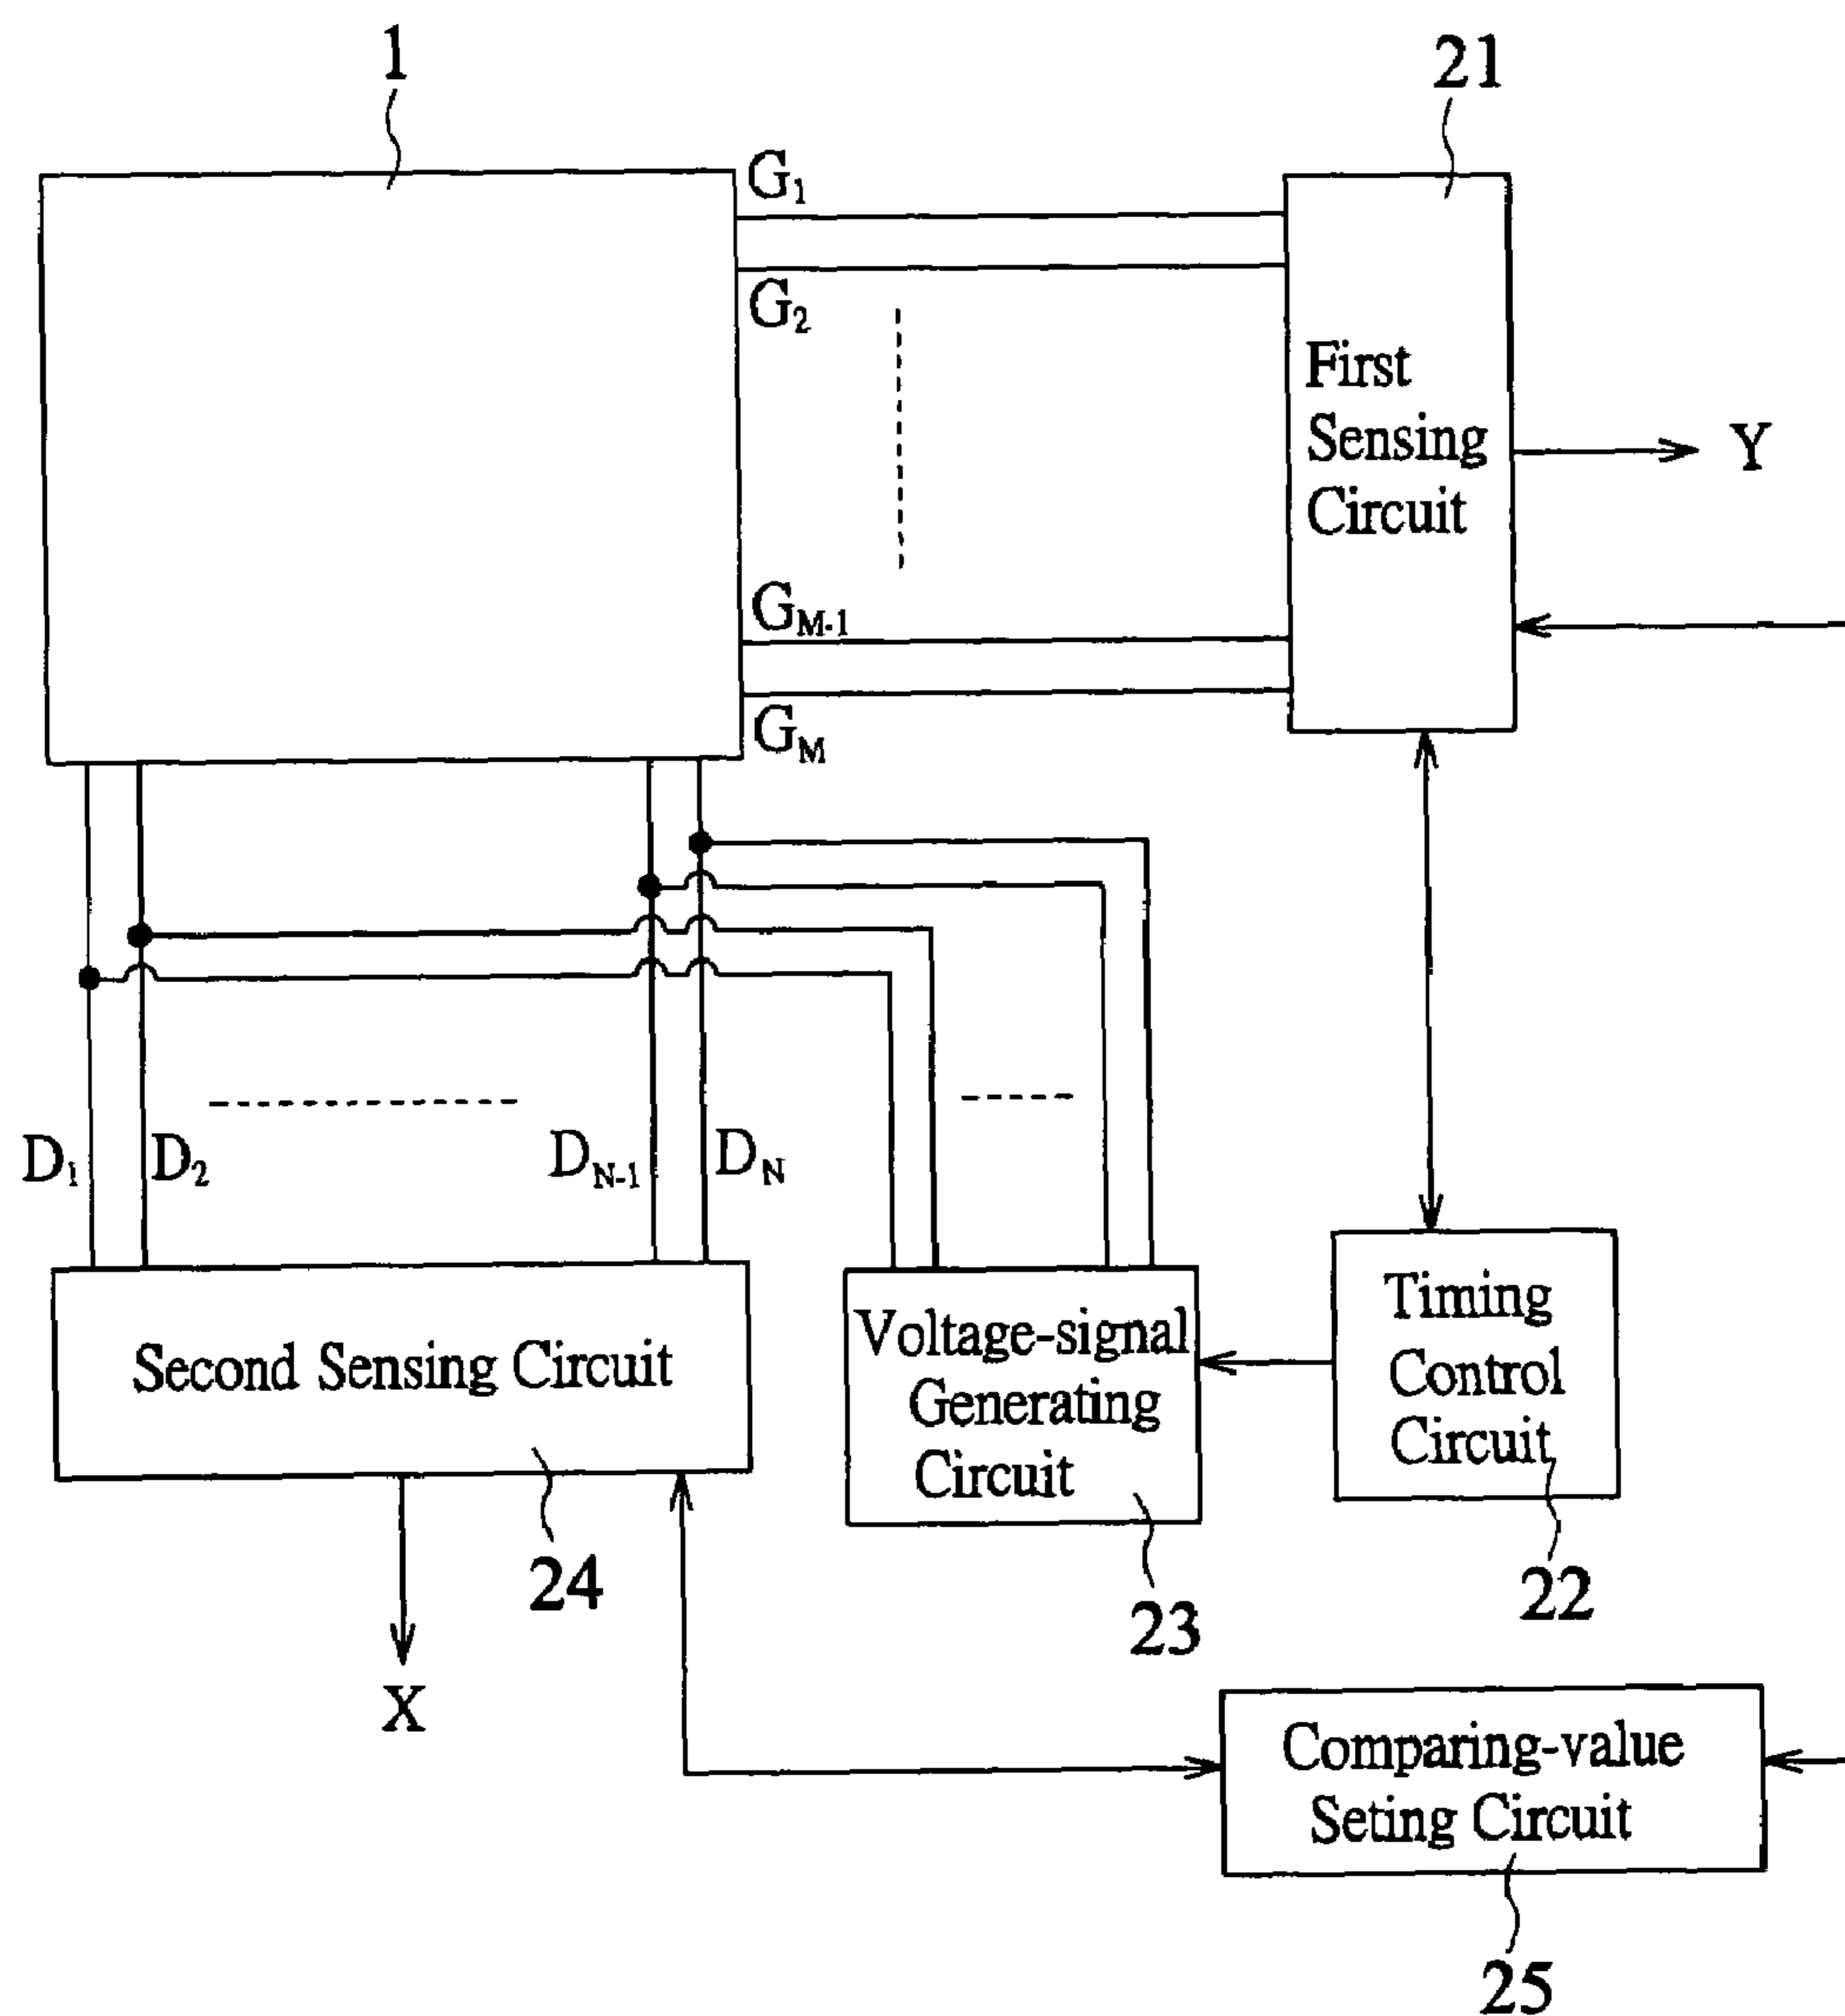 1
21
G1
G2
First
Sensing
Circuit
Y
GM-1
GM
D1
D2
DN-1
DN
Second Sensing Circuit
Voltage-signal
Generating
Circuit
Timing
Control
Circuit
24
23
22
X
Comparing-value
Seting Circuit
25